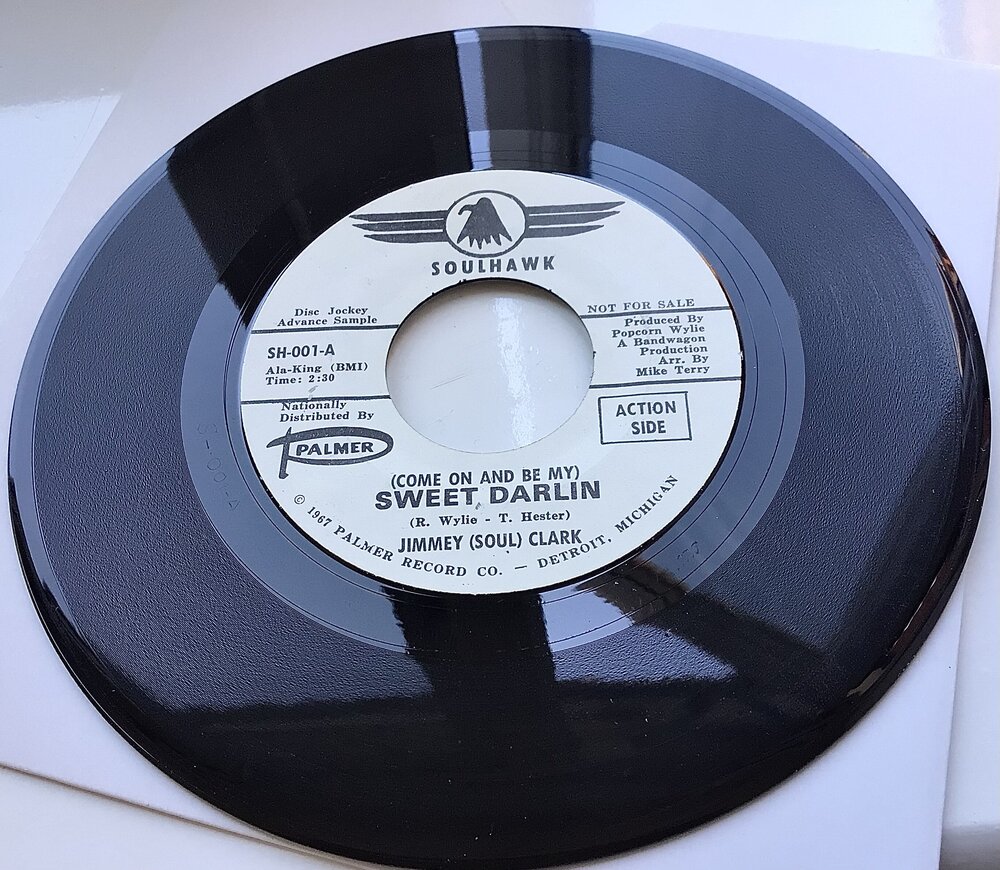 SOULHAWK
Disc Jockey
Advance Sample
SH-001-A
Ala-King (BMI)
Time: 2:30
Nationally
Distributed By
PALMER
NOT FOR SALE
Produced By
Popcorn Wylie
A Bandwagon
Production
Arr. By
Mike Terry
ACTION
SIDE
(COME ON AND BE MY)
SWEET DARLIN
(R. Wylie - T. Hester)
JIMMEY (SOUL) CLARK
© 1967 PALMER RECORD CO. — DETROIT, MICHIGAN